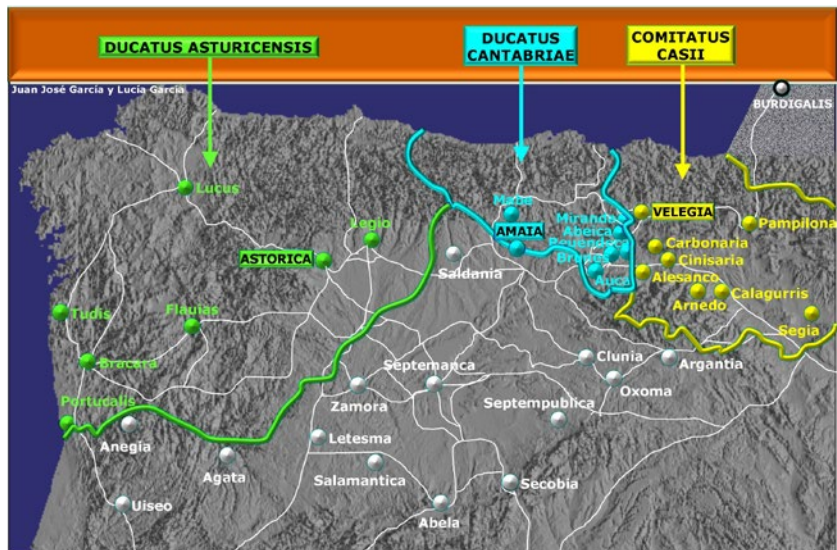 DUCATUS ASTURICENSIS
DUCATUS
CANTABRIAE
COMITATUS
CASII
Juan José García y Lucía García
BURDIGALIS
Lucus
Legio
ASTORICA
Saldania
AMAIA
Miranda
Abeica
Auca
VELEGIA
Pampilona
Carbonaria
Cinisaria
Alesanco
Arnedo
Calagurris
Segia
Tudis
Flauias
Bracara
Portucalis
Anegia
Agata
Uiseo
Zamora
Septemanca
Letesma
Salamantica
Abela
Secobia
Septempublica
Clunia
Oxoma
Argantia